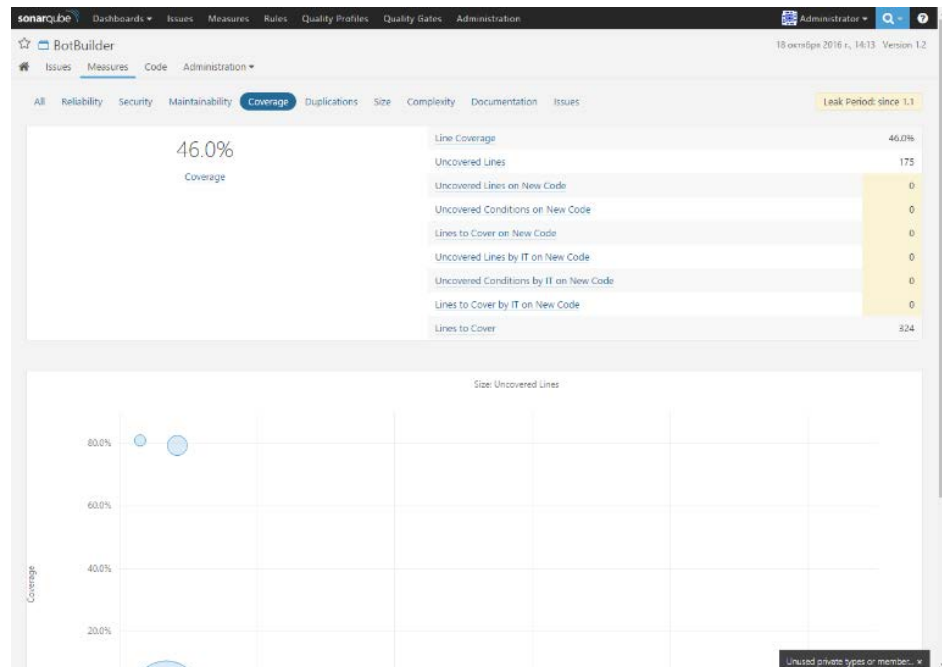 sonarqube Dashboards Issues Measures Rules Quality Profiles Quality Gates Administration Administrator ?
BotBuilder 18 октября 2016 г., 14:13 Version 1.2
Issues Measures Code Administration
All Reliability Security Maintainability Coverage Duplications Size Complexity Documentation Issues Leak Period: since 1.1
46.0%
Coverage
Line Coverage 46.0%
Uncovered Lines 175
Uncovered Lines on New Code 0
Uncovered Conditions on New Code 0
Lines to Cover on New Code 0
Uncovered Lines by IT on New Code 0
Uncovered Conditions by IT on New Code 0
Lines to Cover by IT on New Code 0
Lines to Cover 324
Size: Uncovered Lines
80.0%
60.0%
40.0%
20.0%
Coverage
Unused private types or member... x